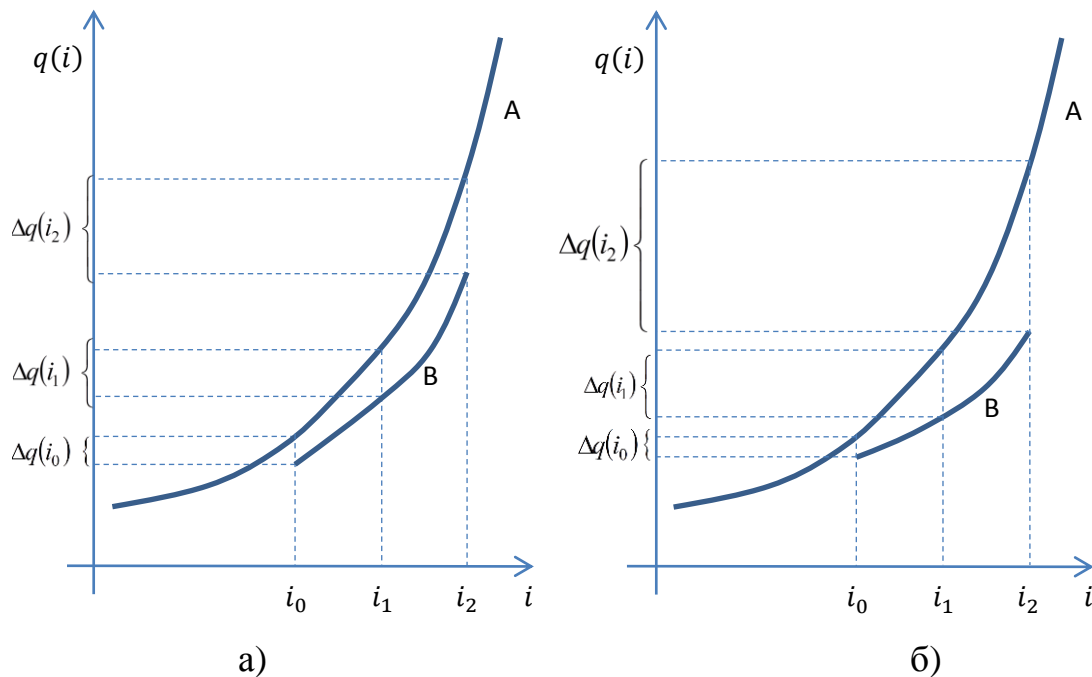 q(i)
A
Δq(i₂)
Δq(i₁)
B
Δq(i₀)
i₀ i₁ i₂ i
а)
q(i)
A
Δq(i₂)
Δq(i₁)
B
Δq(i₀)
i₀ i₁ i₂ i
б)